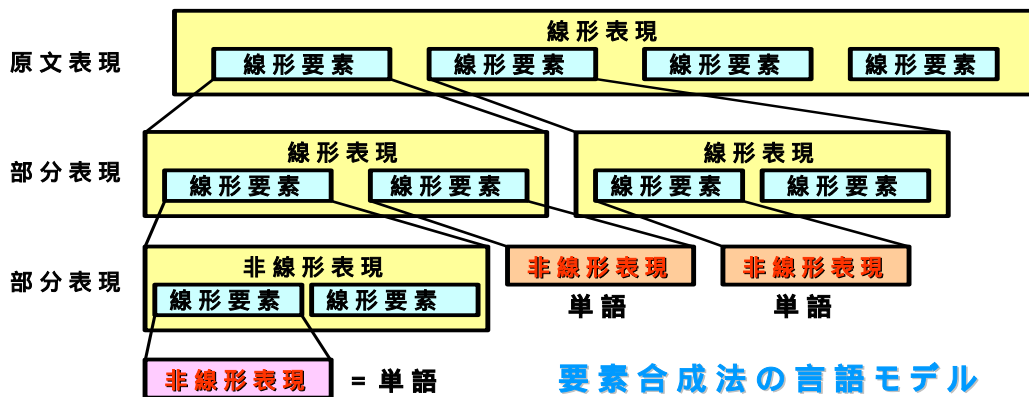 線形表現
原文表現
線形要素 線形要素 線形要素 線形要素
線形表現 線形表現
部分表現
線形要素 線形要素 線形要素 線形要素
非線形表現 非線形表現 非線形表現
部分表現
線形要素 線形要素 単語 単語
非線形表現 = 単語 要素合成法の言語モデル